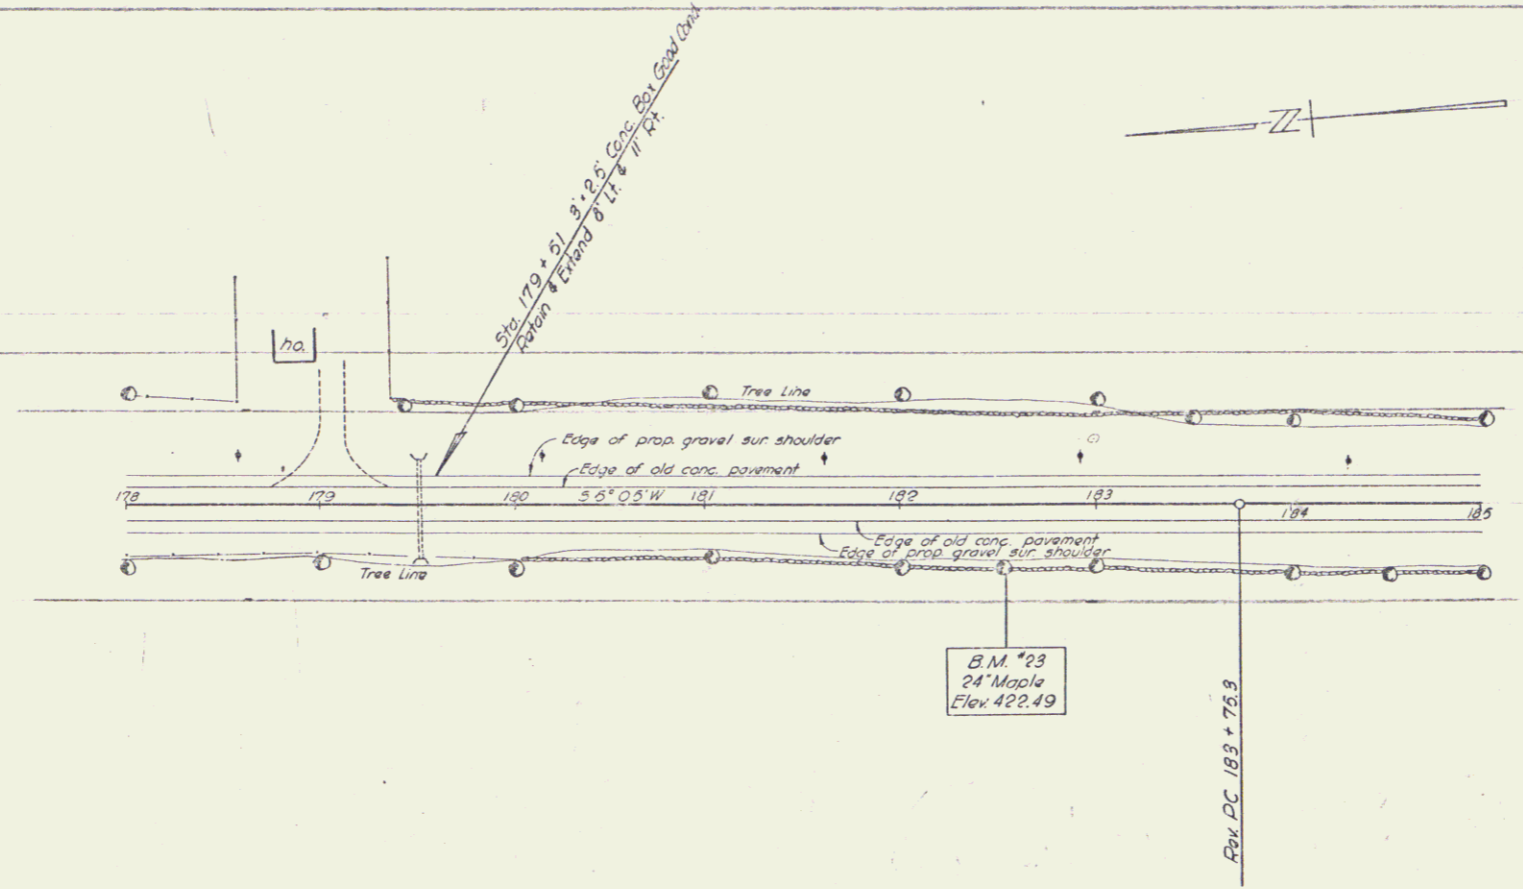 Sta. 179 + 51 3' x 2.5' Conc. Box Good Cond
Retain & Extend 8' Lt. & 11' Rt.
N
ho.
Tree Line
Edge of prop. gravel sur. shoulder
Edge of old conc. pavement
178 179 180 S 5° 05' W 181 182 183 184 185
Edge of old conc. pavement
Edge of prop. gravel sur. shoulder
Tree Line
B.M. #23
24" Maple
Elev. 422.49
Rev. PC 183 + 75.3